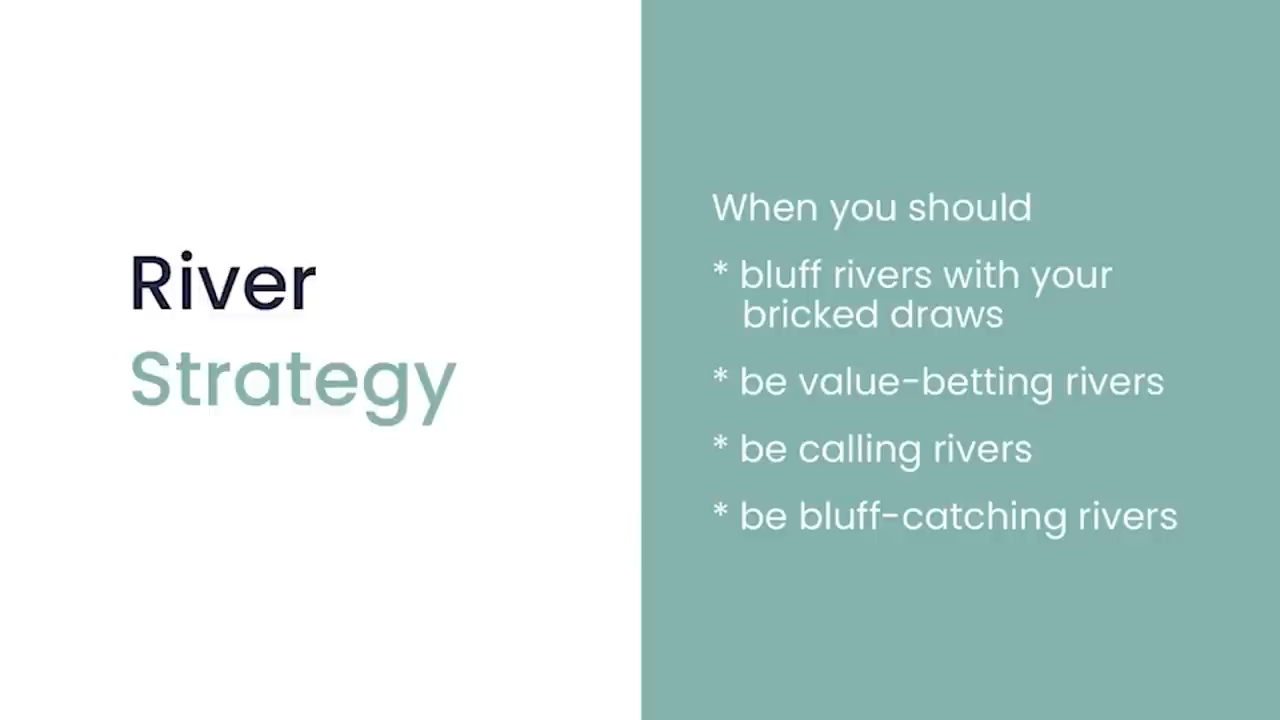 River
Strategy
When you should
* bluff rivers with your
bricked draws
* be value-betting rivers
* be calling rivers
* be bluff-catching rivers